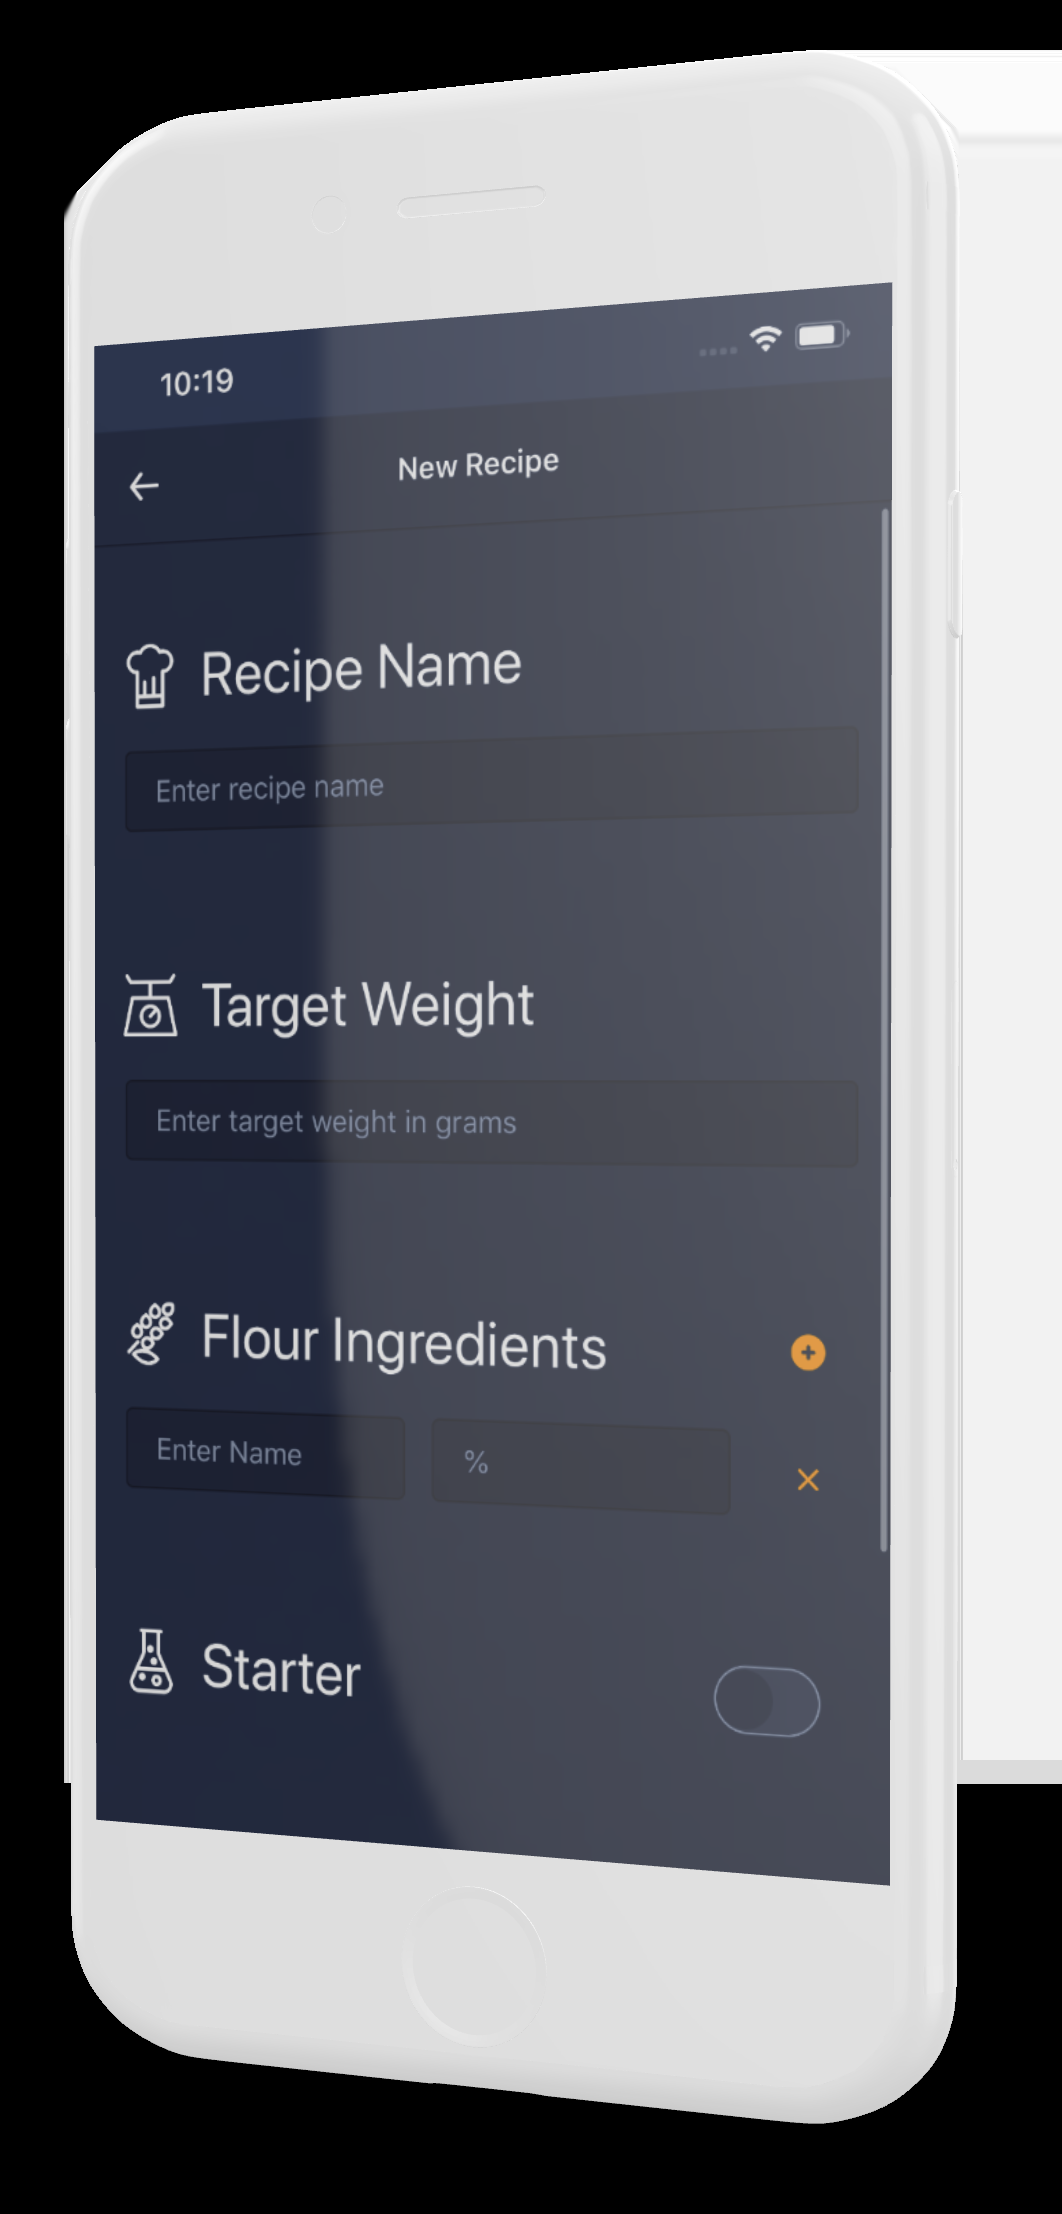 10:19
New Recipe
Recipe Name
Enter recipe name
Target Weight
Enter target weight in grams
Flour Ingredients
Enter Name
%
Starter